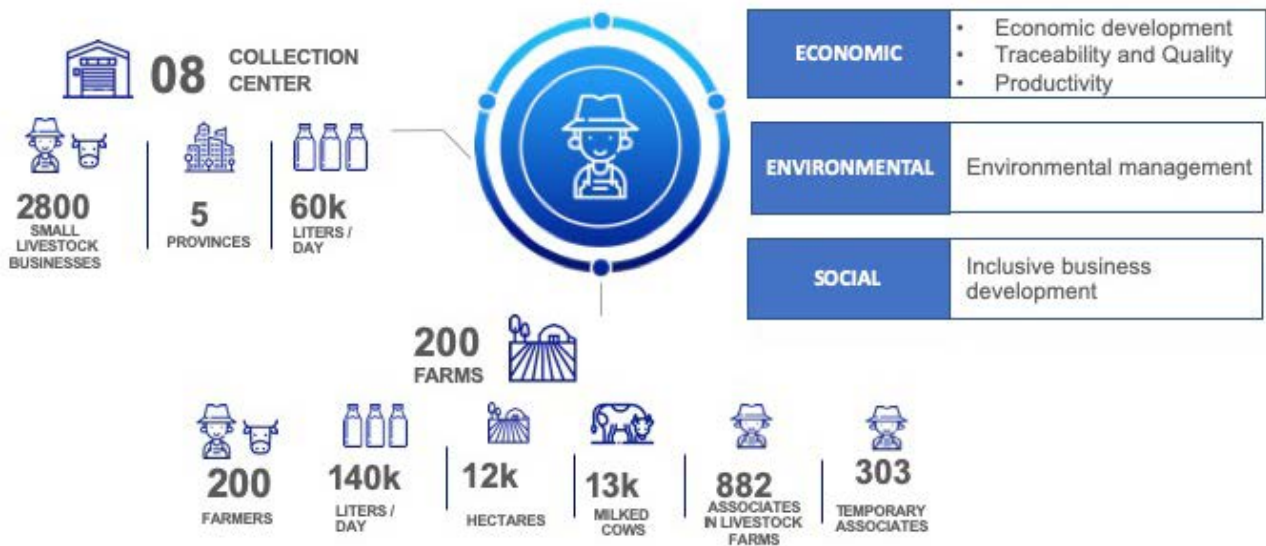 08
COLLECTION
CENTER
2800
SMALL
LIVESTOCK
BUSINESSES
5
PROVINCES
60k
LITERS /
DAY
ECONOMIC
• Economic development
• Traceability and Quality
• Productivity
ENVIRONMENTAL
Environmental management
SOCIAL
Inclusive business
development
200
FARMS
200
FARMERS
140k
LITERS /
DAY
12k
HECTARES
13k
MILKED
COWS
882
ASSOCIATES
IN LIVESTOCK
FARMS
303
TEMPORARY
ASSOCIATES